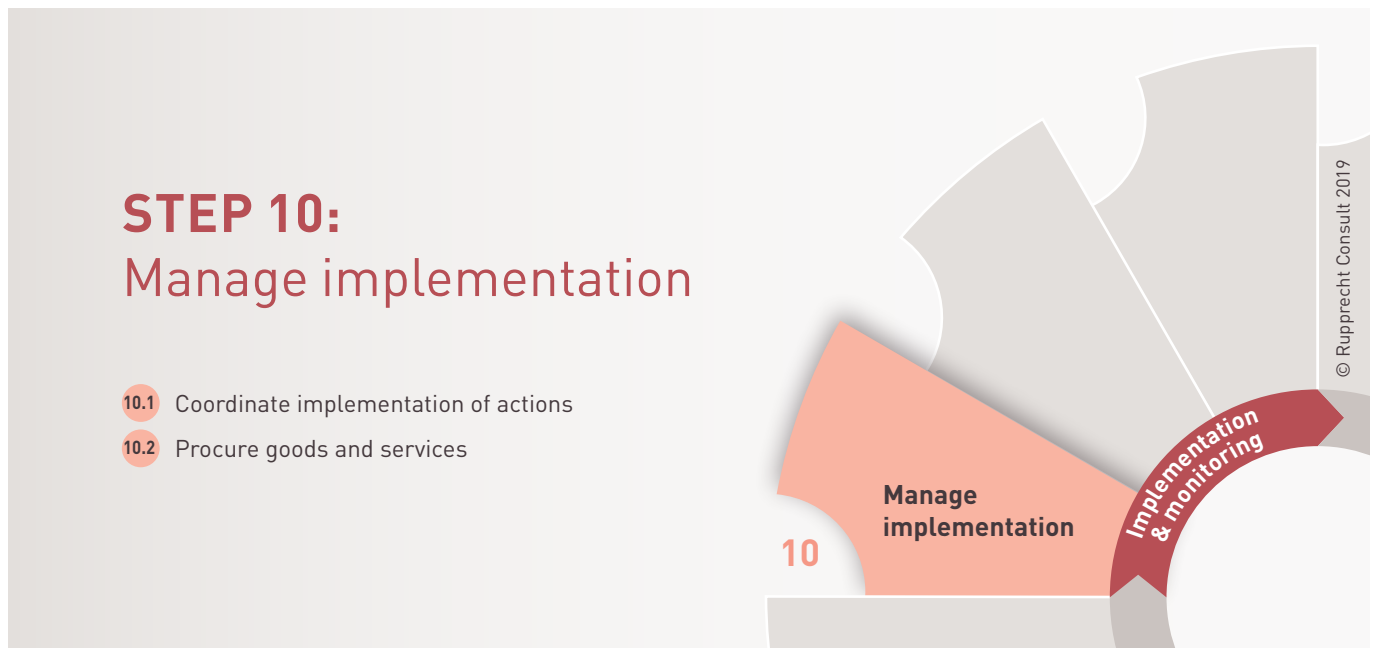 STEP 10:
Manage implementation
10.1 Coordinate implementation of actions
10.2 Procure goods and services
Manage
implementation
10
Implementation
& monitoring
© Rupprecht Consult 2019